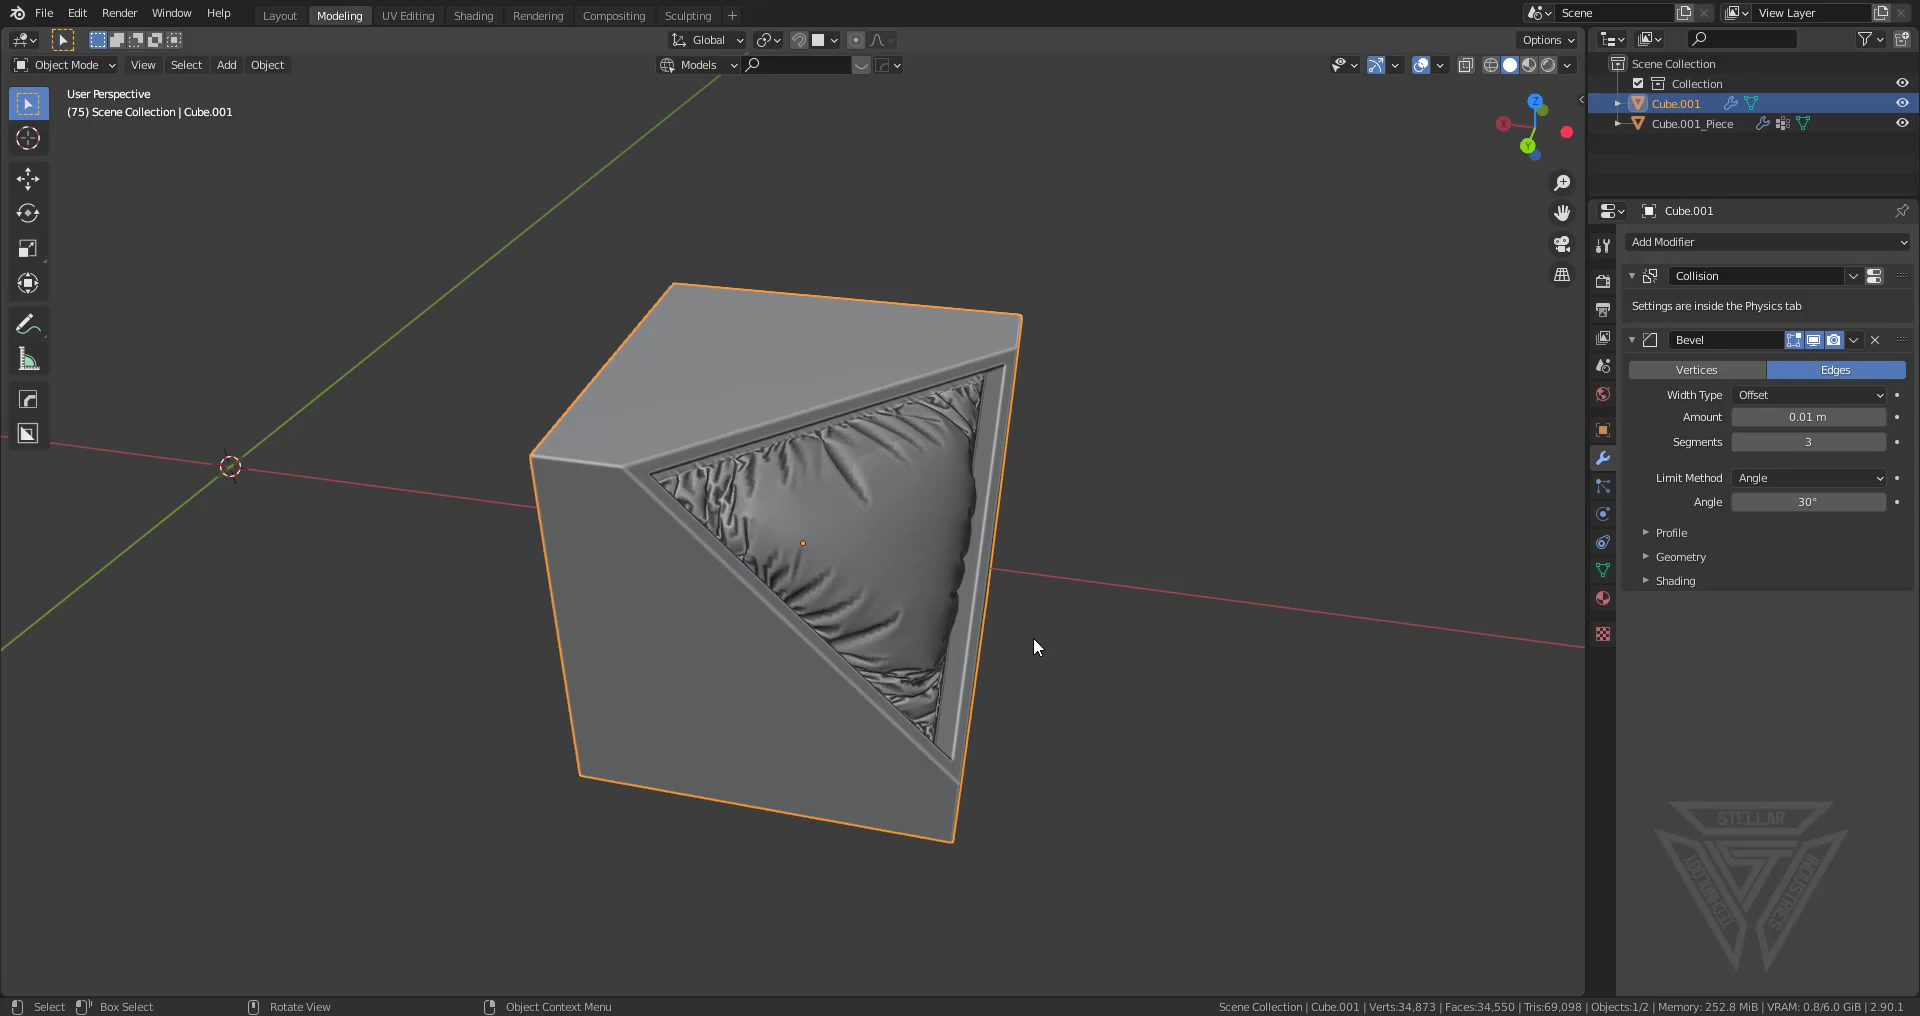 File Edit Render Window Help Layout Modeling UV Editing Shading Rendering Compositing Sculpting + Scene View Layer
Global Options
Object Mode View Select Add Object Models
User Perspective
(75) Scene Collection | Cube.001
Z
X
Y
Scene Collection
Collection
Cube.001
Cube.001_Piece
Cube.001
Add Modifier
Collision
Settings are inside the Physics tab
Bevel
Vertices Edges
Width Type Offset
Amount 0.01 m
Segments 3
Limit Method Angle
Angle 30°
Profile
Geometry
Shading
STELLAR
TECHNOLOGY
INDUSTRIES
Select Box Select Rotate View Object Context Menu Scene Collection | Cube.001 | Verts:34,873 | Faces:34,550 | Tris:69,098 | Objects:1/2 | Memory: 252.8 MiB | VRAM: 0.8/6.0 GiB | 2.90.1